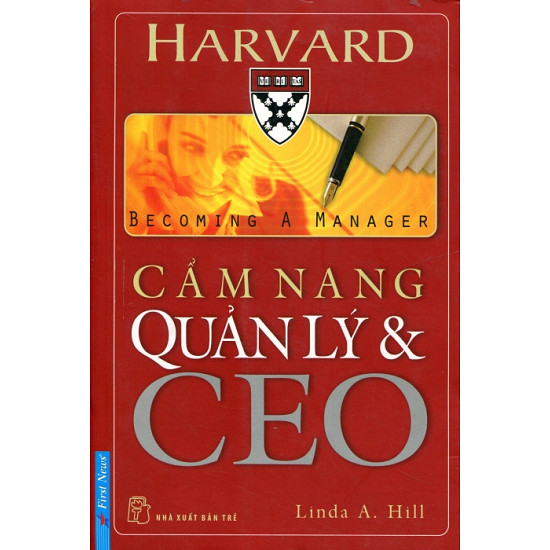 HARVARD
BECOMING A MANAGER
CẨM NANG
QUẢN LÝ &
CEO
First News
NHÀ XUẤT BẢN TRẺ
Linda A. Hill